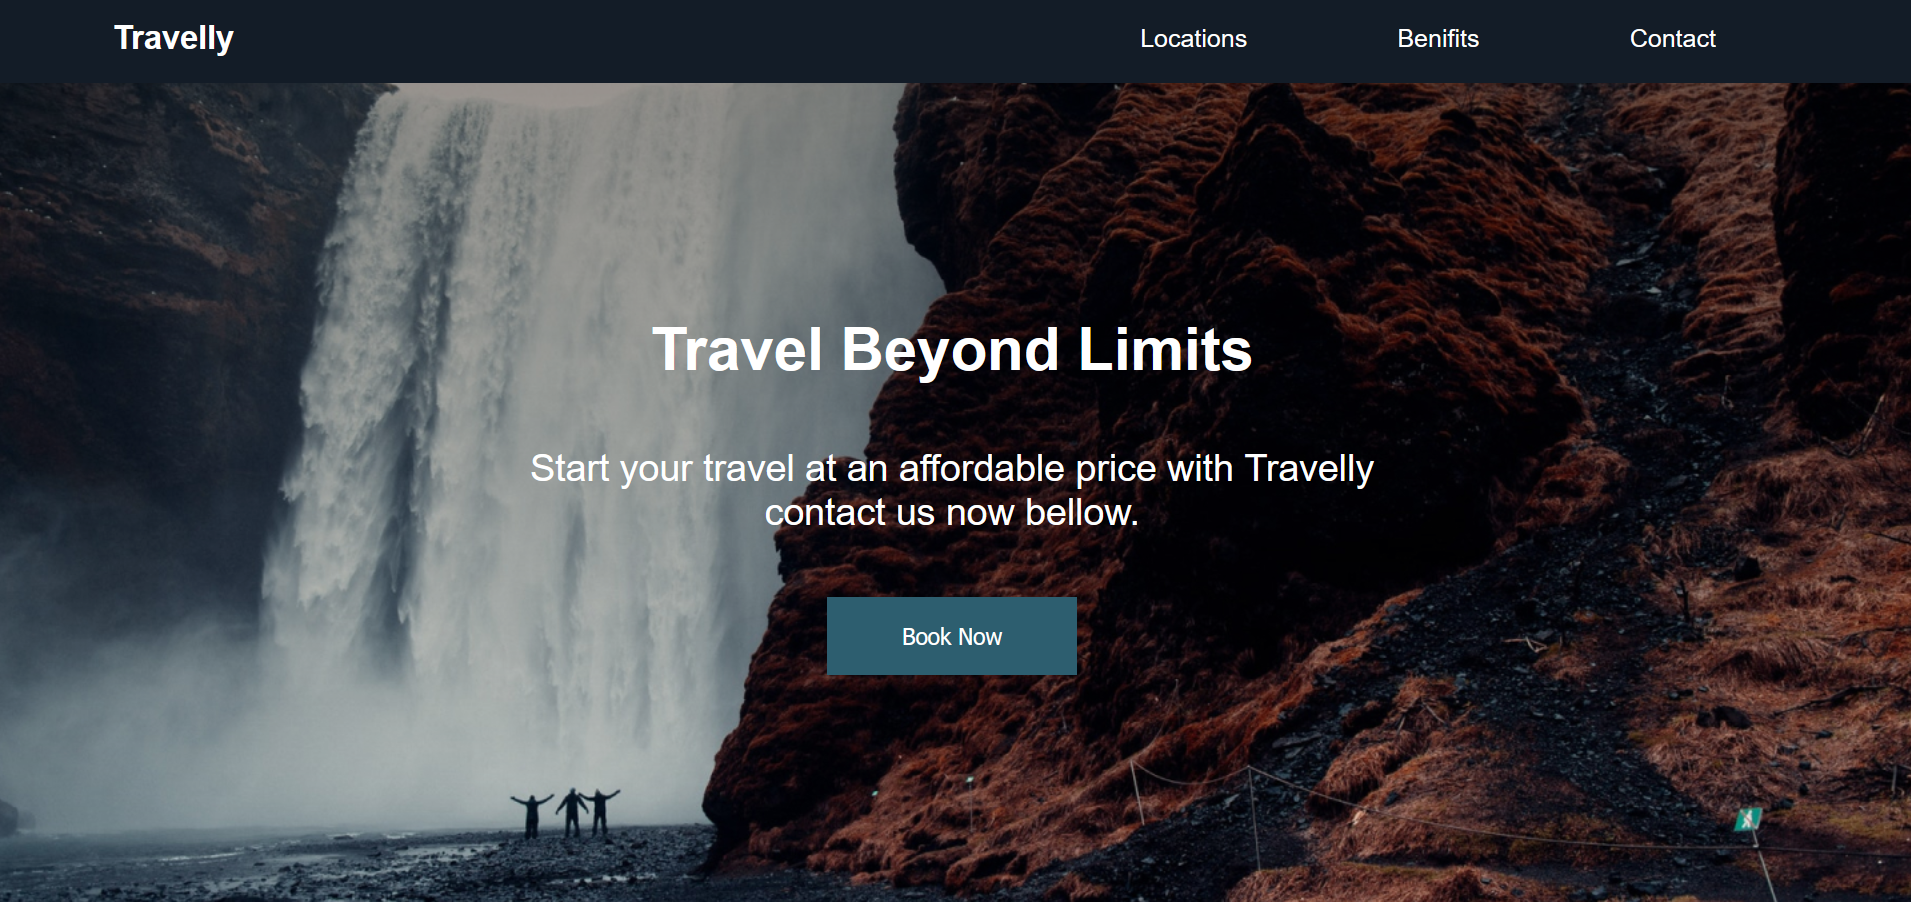 Travelly
Locations
Benifits
Contact
Travel Beyond Limits
Start your travel at an affordable price with Travelly
contact us now bellow.
Book Now